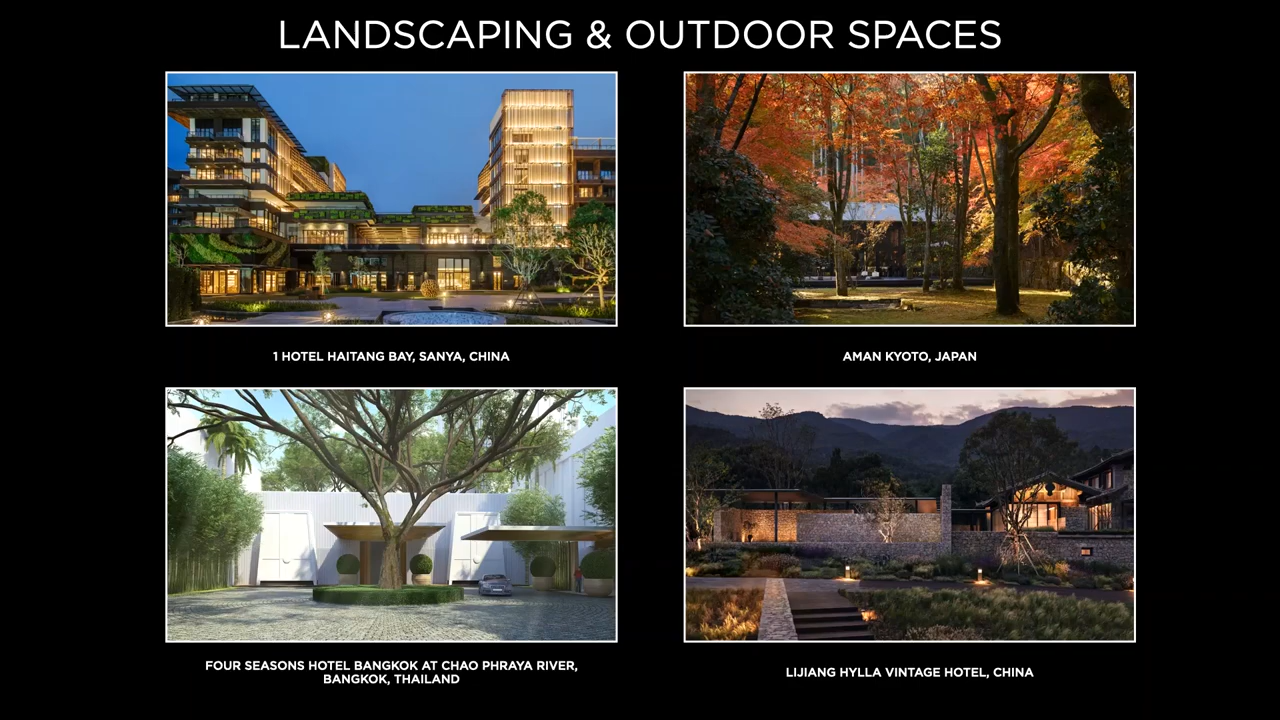 LANDSCAPING & OUTDOOR SPACES
1 HOTEL HAITANG BAY, SANYA, CHINA
AMAN KYOTO, JAPAN
FOUR SEASONS HOTEL BANGKOK AT CHAO PHRAYA RIVER,
BANGKOK, THAILAND
LIJIANG HYLLA VINTAGE HOTEL, CHINA